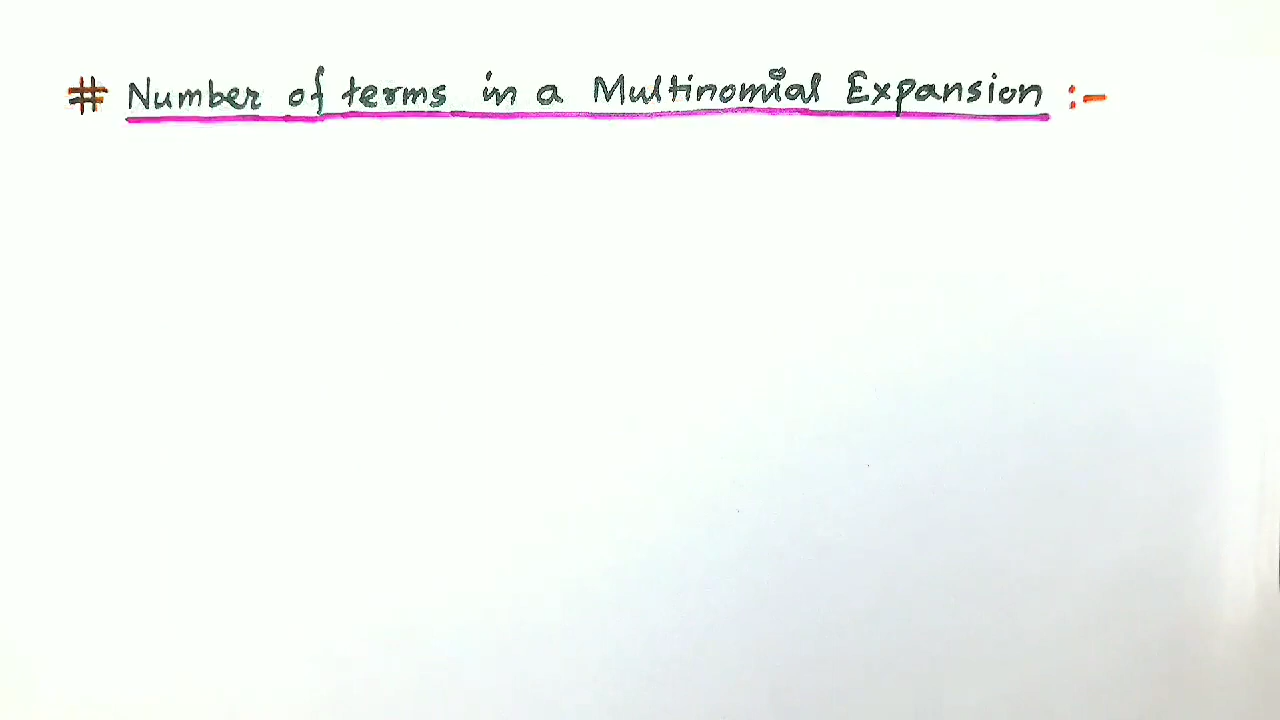 # Number of terms in a Multinomial Expansion :-